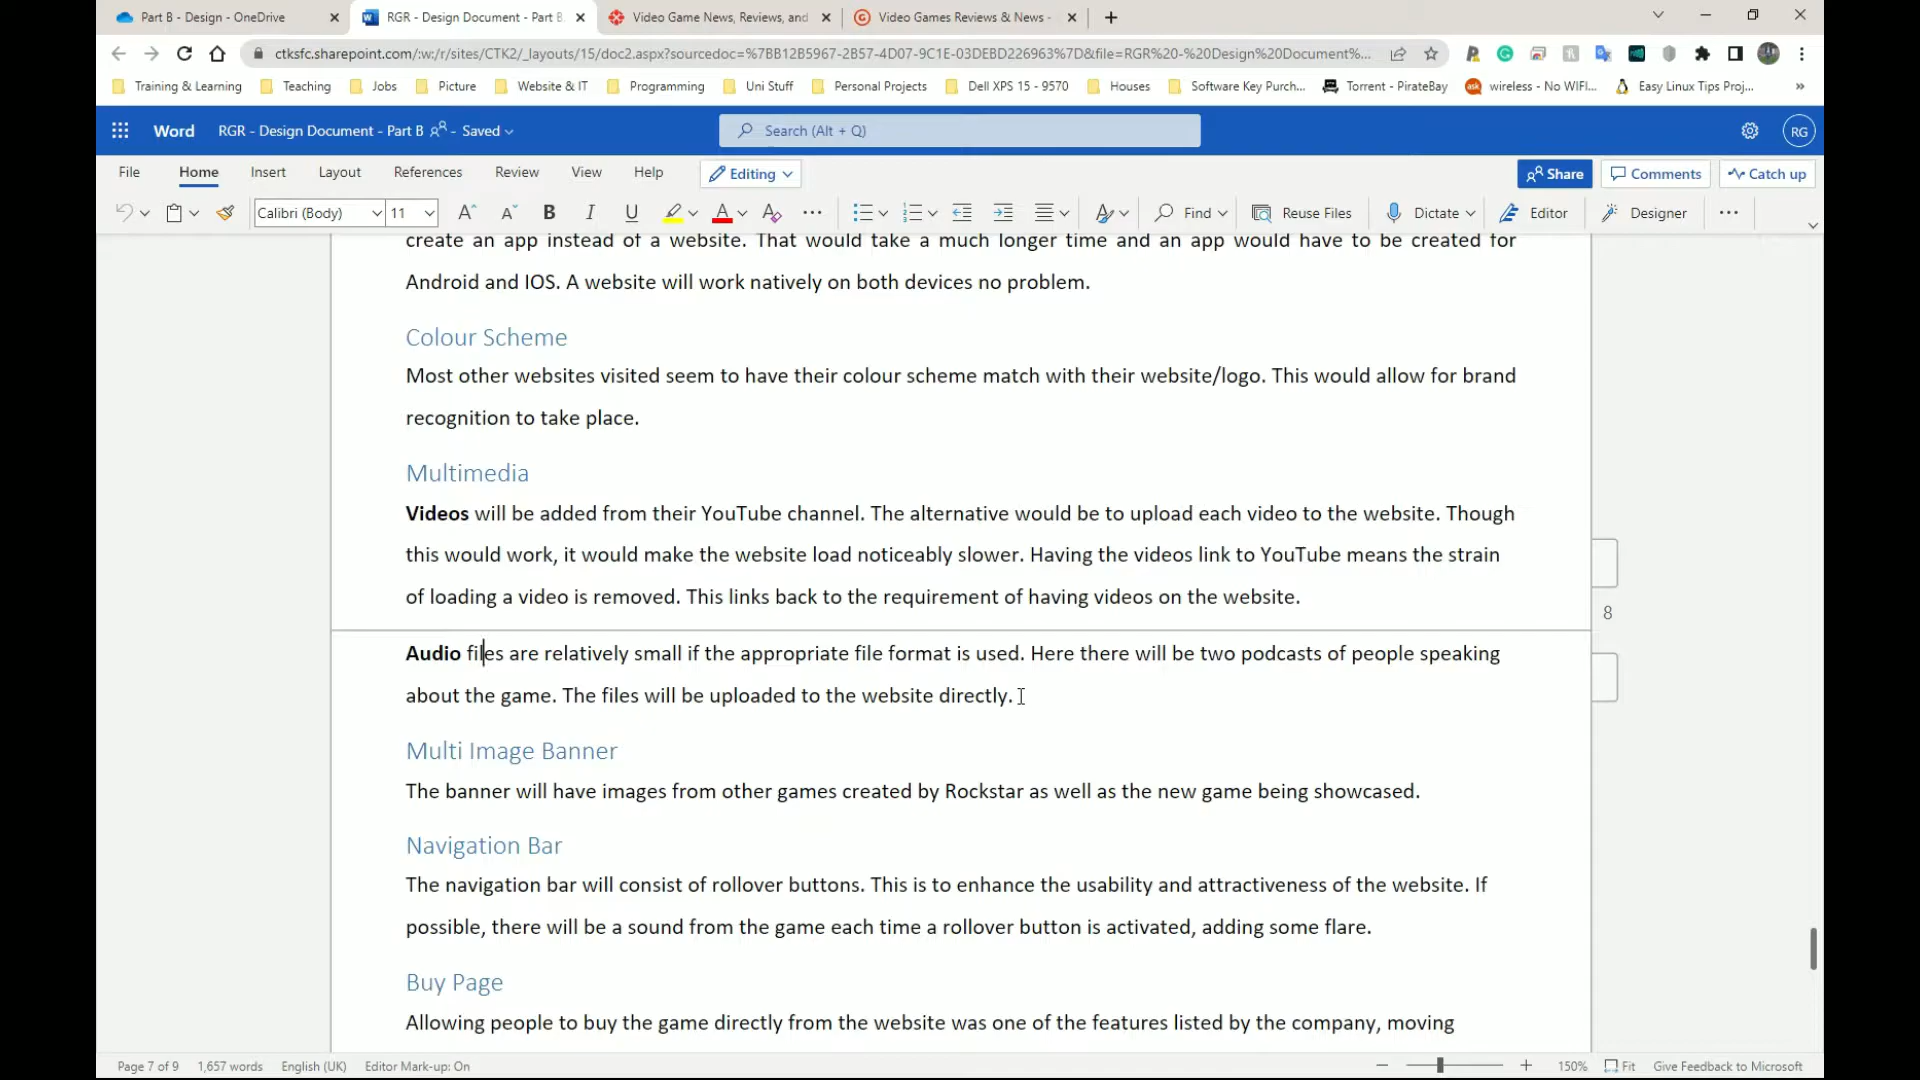 Part B - Design - OneDrive
RGR - Design Document - Part B
Video Game News, Reviews, and
Video Games Reviews & News -
ctksfc.sharepoint.com/:w:/r/sites/CTK2/_layouts/15/doc2.aspx?sourcedoc=%7BB12B5967-2B57-4D07-9C1E-03DEBD226963%7D&file=RGR%20-%20Design%20Document%...
Training & Learning
Teaching
Jobs
Picture
Website & IT
Programming
Uni Stuff
Personal Projects
Dell XPS 15 - 9570
Houses
Software Key Purch...
Torrent - PirateBay
ask
wireless - No WIFI...
Easy Linux Tips Proj...
»
Word
RGR - Design Document - Part B
- Saved
Search (Alt + Q)
RG
File
Home
Insert
Layout
References
Review
View
Help
Editing
Share
Comments
Catch up
Calibri (Body)
11
Find
Reuse Files
Dictate
Editor
Designer
create an app instead of a website. That would take a much longer time and an app would have to be created for
Android and IOS. A website will work natively on both devices no problem.
Colour Scheme
Most other websites visited seem to have their colour scheme match with their website/logo. This would allow for brand
recognition to take place.
Multimedia
Videos will be added from their YouTube channel. The alternative would be to upload each video to the website. Though
this would work, it would make the website load noticeably slower. Having the videos link to YouTube means the strain
of loading a video is removed. This links back to the requirement of having videos on the website.
8
Audio files are relatively small if the appropriate file format is used. Here there will be two podcasts of people speaking
about the game. The files will be uploaded to the website directly.
Multi Image Banner
The banner will have images from other games created by Rockstar as well as the new game being showcased.
Navigation Bar
The navigation bar will consist of rollover buttons. This is to enhance the usability and attractiveness of the website. If
possible, there will be a sound from the game each time a rollover button is activated, adding some flare.
Buy Page
Allowing people to buy the game directly from the website was one of the features listed by the company, moving
Page 7 of 9
1,657 words
English (UK)
Editor Mark-up: On
150%
Fit
Give Feedback to Microsoft